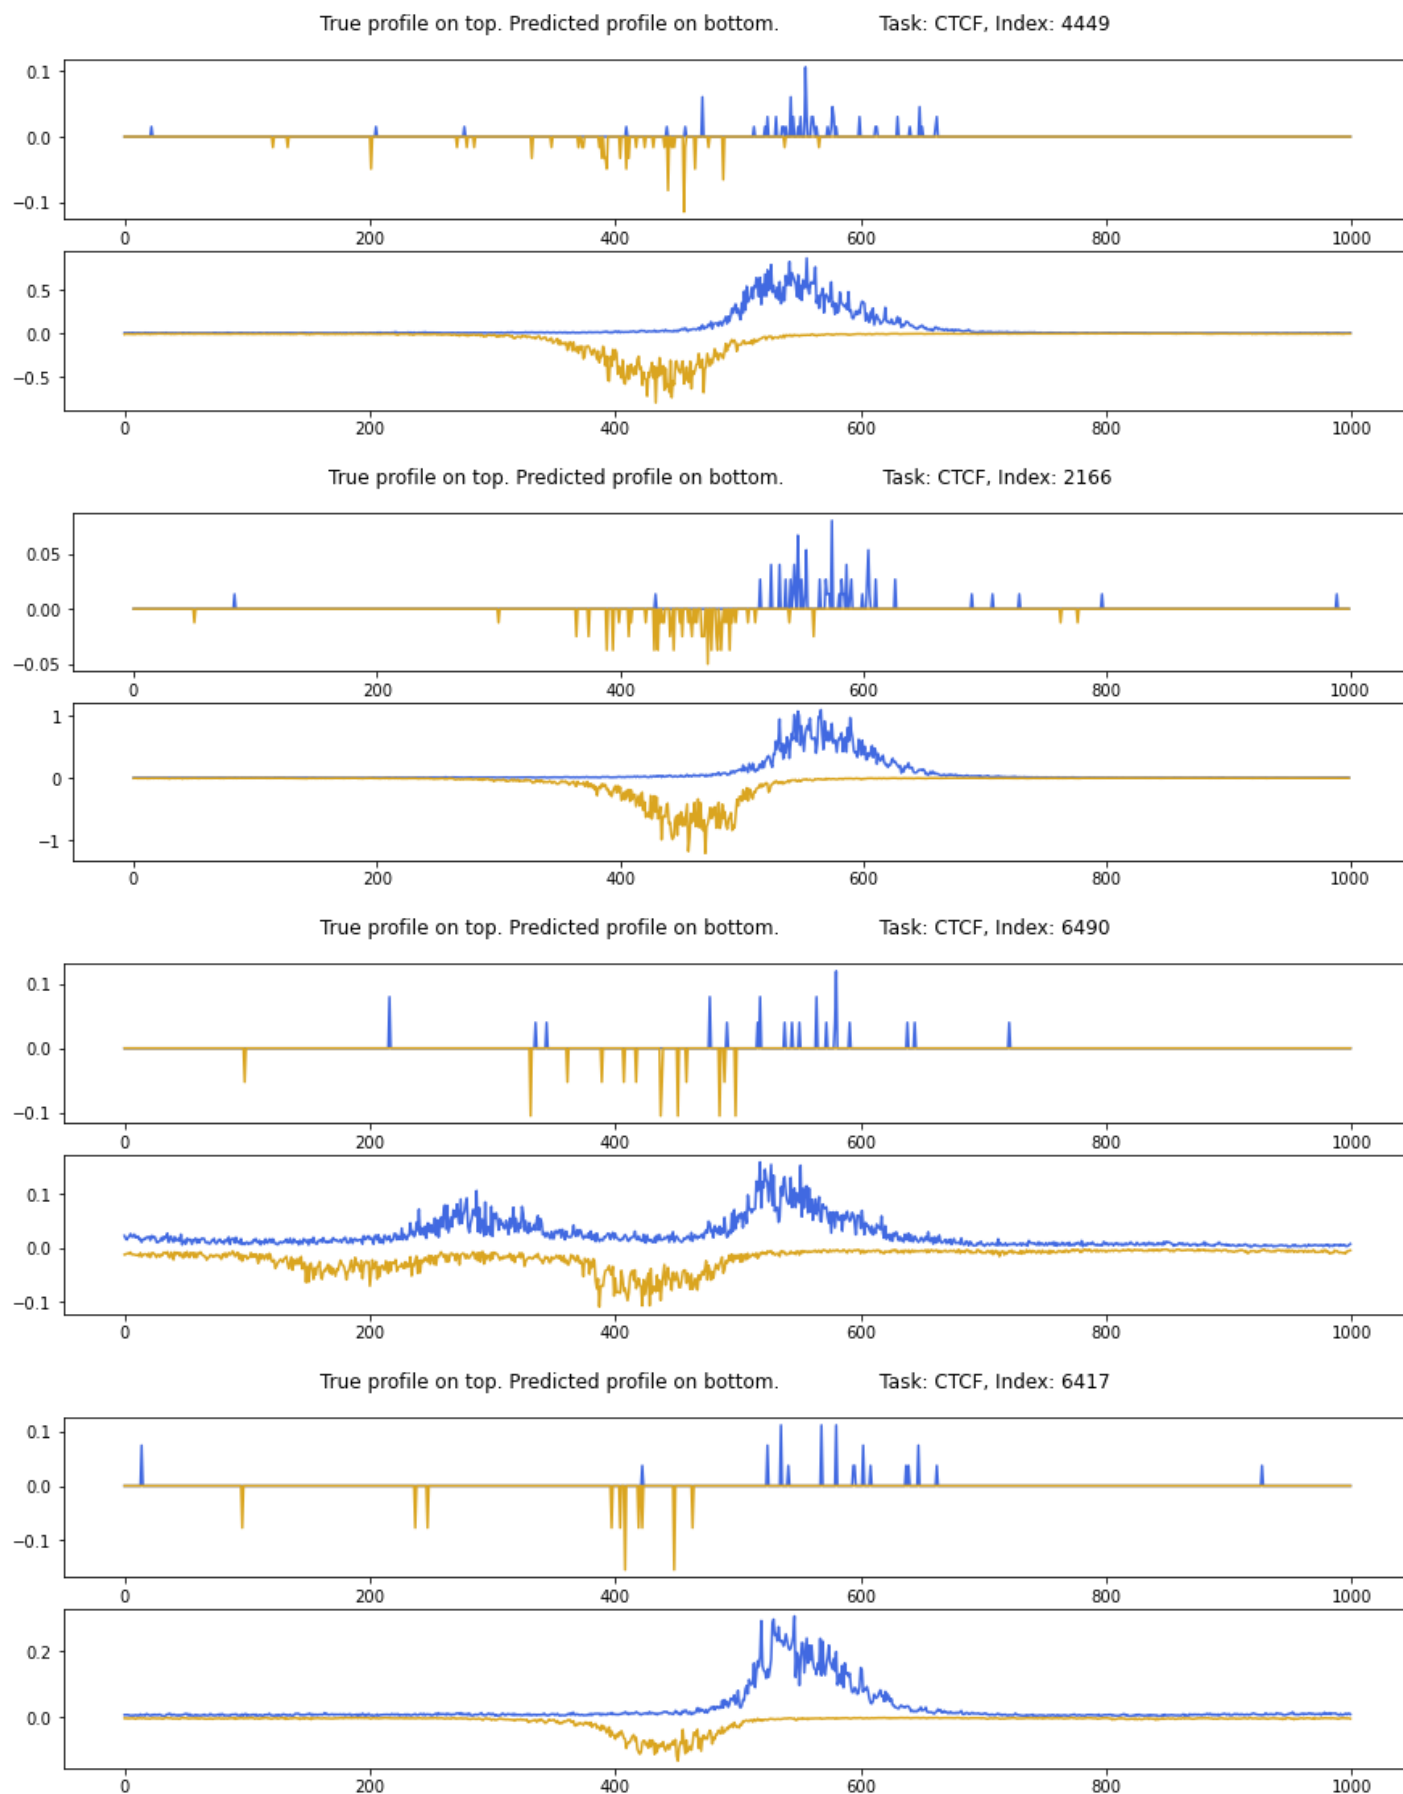 True profile on top. Predicted profile on bottom. Task: CTCF, Index: 4449
0.1
0.0
−0.1
0 200 400 600 800 1000
0.5
0.0
−0.5
0 200 400 600 800 1000
True profile on top. Predicted profile on bottom. Task: CTCF, Index: 2166
0.05
0.00
−0.05
0 200 400 600 800 1000
1
0
−1
0 200 400 600 800 1000
True profile on top. Predicted profile on bottom. Task: CTCF, Index: 6490
0.1
0.0
−0.1
0 200 400 600 800 1000
0.1
0.0
−0.1
0 200 400 600 800 1000
True profile on top. Predicted profile on bottom. Task: CTCF, Index: 6417
0.1
0.0
−0.1
0 200 400 600 800 1000
0.2
0.0
0 200 400 600 800 1000